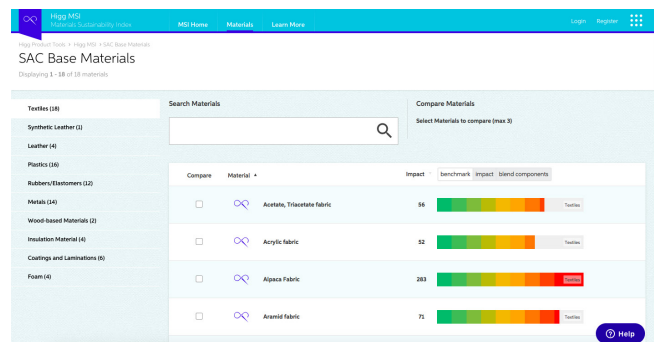 Higg MSI
Materials Sustainability Index
MSI Home Materials Learn More
Login Register
Higg Product Tools > Higg MSI > SAC Base Materials
SAC Base Materials
Displaying 1 - 18 of 18 materials
Textiles (18)
Synthetic Leather (1)
Leather (4)
Plastics (16)
Rubbers/Elastomers (12)
Metals (14)
Wood-based Materials (2)
Insulation Material (4)
Coatings and Laminations (6)
Foam (4)
Search Materials
Compare Materials
Select Materials to compare (max 3)
Compare Material Impact benchmark impact blend components
Acetate, Triacetate fabric 56 Textiles
Acrylic fabric 52 Textiles
Alpaca Fabric 283 Textiles
Aramid fabric 71 Textiles
? Help